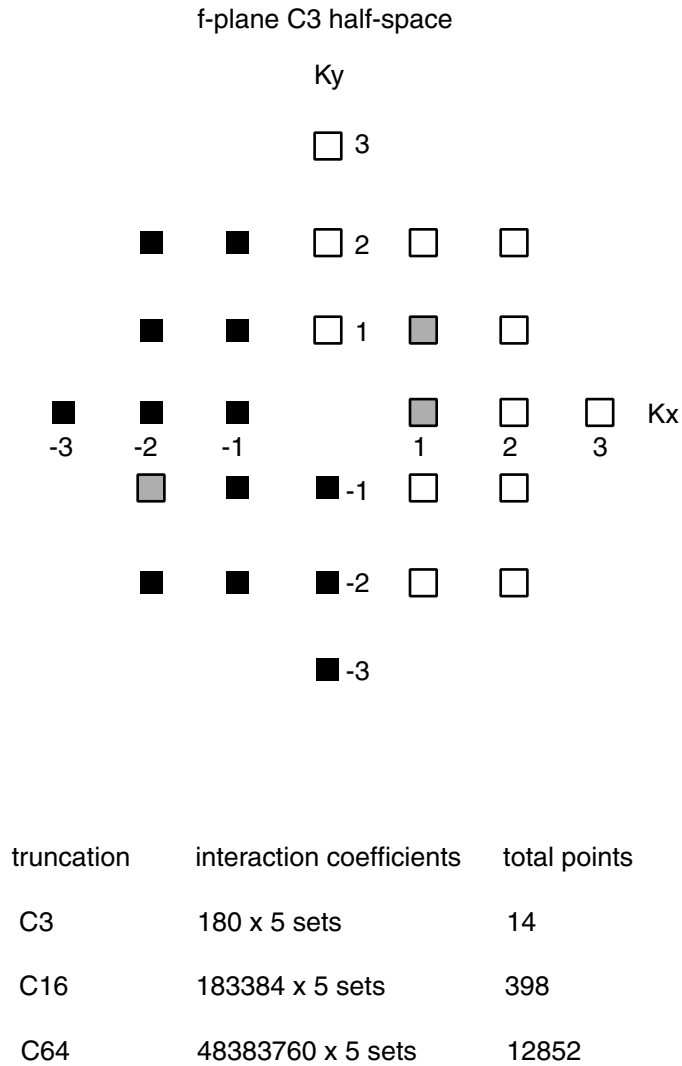 f-plane C3 half-space
Ky
3
2
1
Kx
-3 -2 -1 1 2 3
-1
-2
-3
truncation interaction coefficients total points
C3 180 x 5 sets 14
C16 183384 x 5 sets 398
C64 48383760 x 5 sets 12852